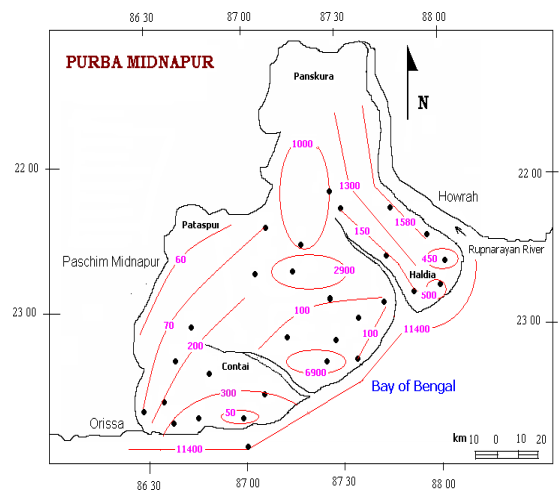 86 30 87 00 87 30 88 00
PURBA MIDNAPUR
Panskura
N
1000
22 00
22 00
1300
Howrah
1580
Pataspur
150
Rupnarayan River
Paschim Midnapur
60
450
2900
Haldia
500
23 00
100
11400
23 00
70
200
100
Contai
6900
Bay of Bengal
300
50
Orissa
11400
km 10 0 10 20
86 30 87 00 87 30 88 00